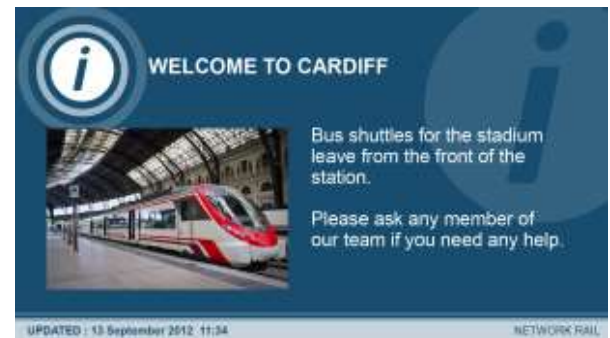 i
WELCOME TO CARDIFF
Bus shuttles for the stadium
leave from the front of the
station.
Please ask any member of
our team if you need any help.
UPDATED : 13 September 2012 11:34
NETWORK RAIL